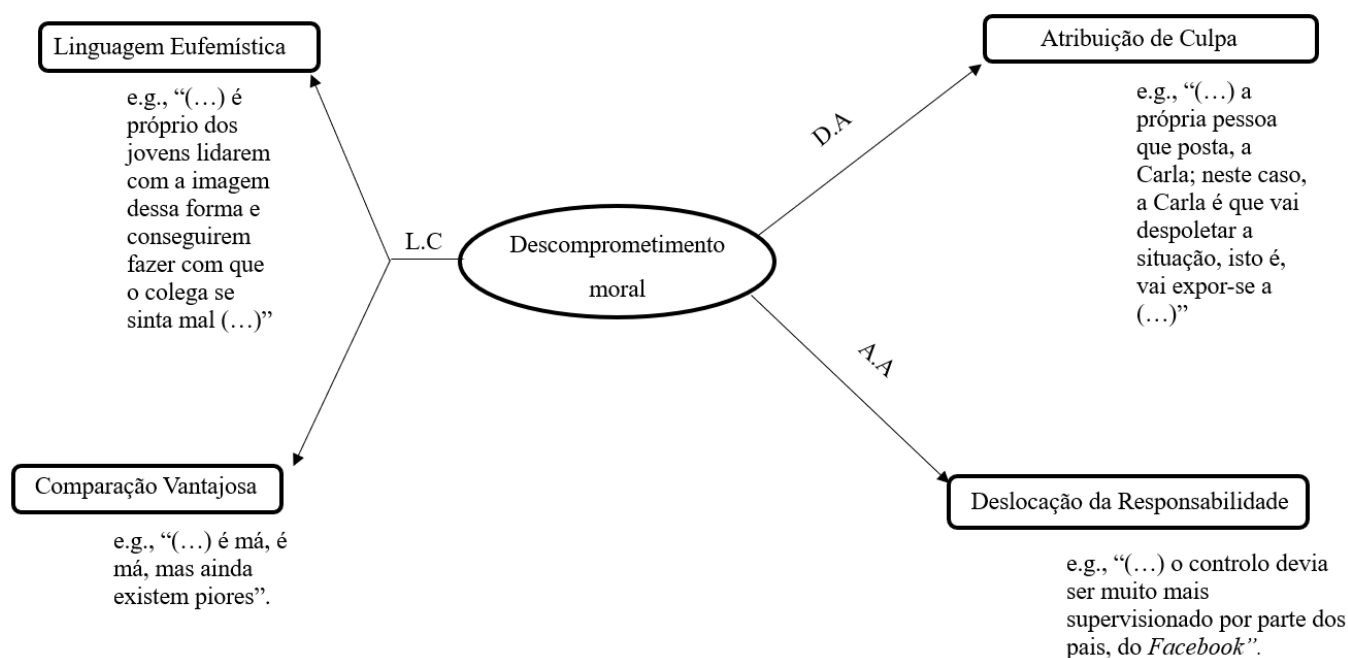 Linguagem Eufemística
e.g., “(…) é
próprio dos
jovens lidarem
com a imagem
dessa forma e
conseguirem
fazer com que
o colega se
sinta mal (…)”
Atribuição de Culpa
e.g., “(…) a
própria pessoa
que posta, a
Carla; neste caso,
a Carla é que vai
despoletar a
situação, isto é,
vai expor-se a
(…)”
D.A
L.C
Descomprometimento
moral
A.A
Comparação Vantajosa
e.g., “(…) é má, é
má, mas ainda
existem piores”.
Deslocação da Responsabilidade
e.g., “(…) o controlo devia
ser muito mais
supervisionado por parte dos
pais, do Facebook”.